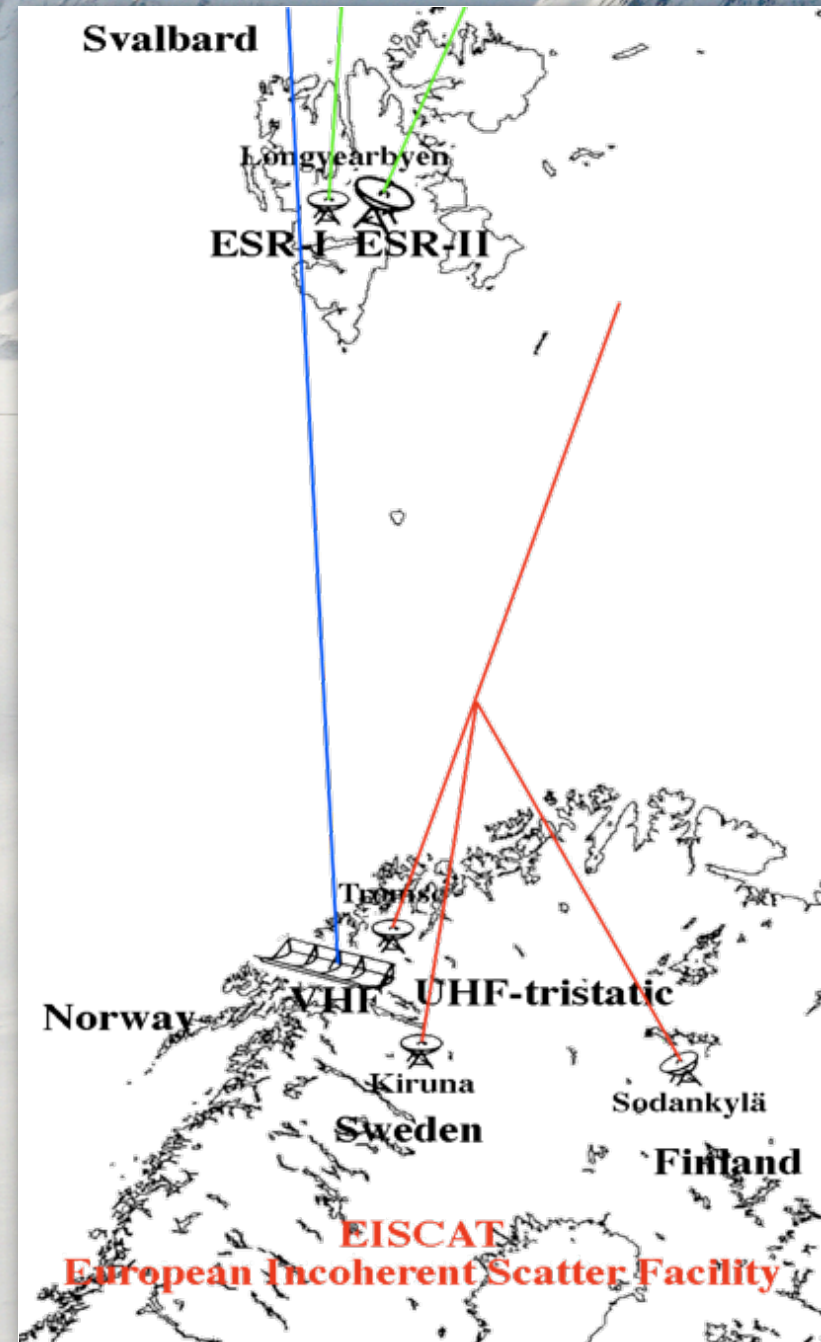 Svalbard
Longyearbyen
ESR-I ESR-II
Tromsø
VHF UHF-tristatic
Norway
Kiruna
Sodankylä
Sweden
Finland
EISCAT
European Incoherent Scatter Facility